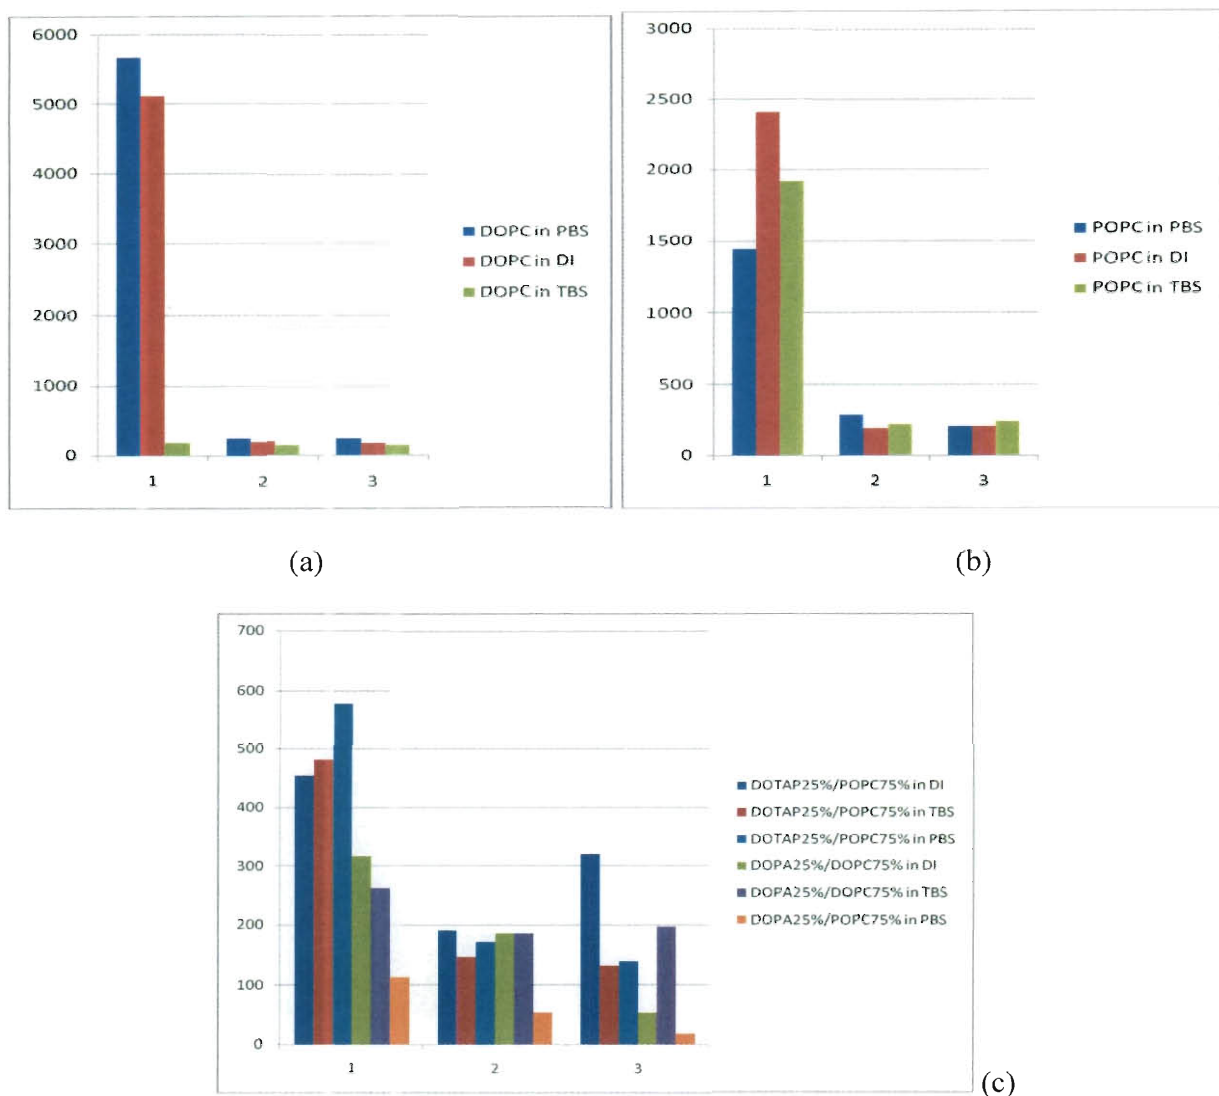 6000
5000
4000
3000
2000
1000
0
1 2 3
DOPC in PBS
DOPC in DI
DOPC in TBS
(a)
3000
2500
2000
1500
1000
500
0
1 2 3
POPC in PBS
POPC in DI
POPC in TBS
(b)
700
600
500
400
300
200
100
0
1 2 3
DOTAP25%/POPC75% in DI
DOTAP25%/POPC75% in TBS
DOTAP25%/POPC75% in PBS
DOPA25%/DOPC75% in DI
DOPA25%/DOPC75% in TBS
DOPA25%/POPC75% in PBS
(c)